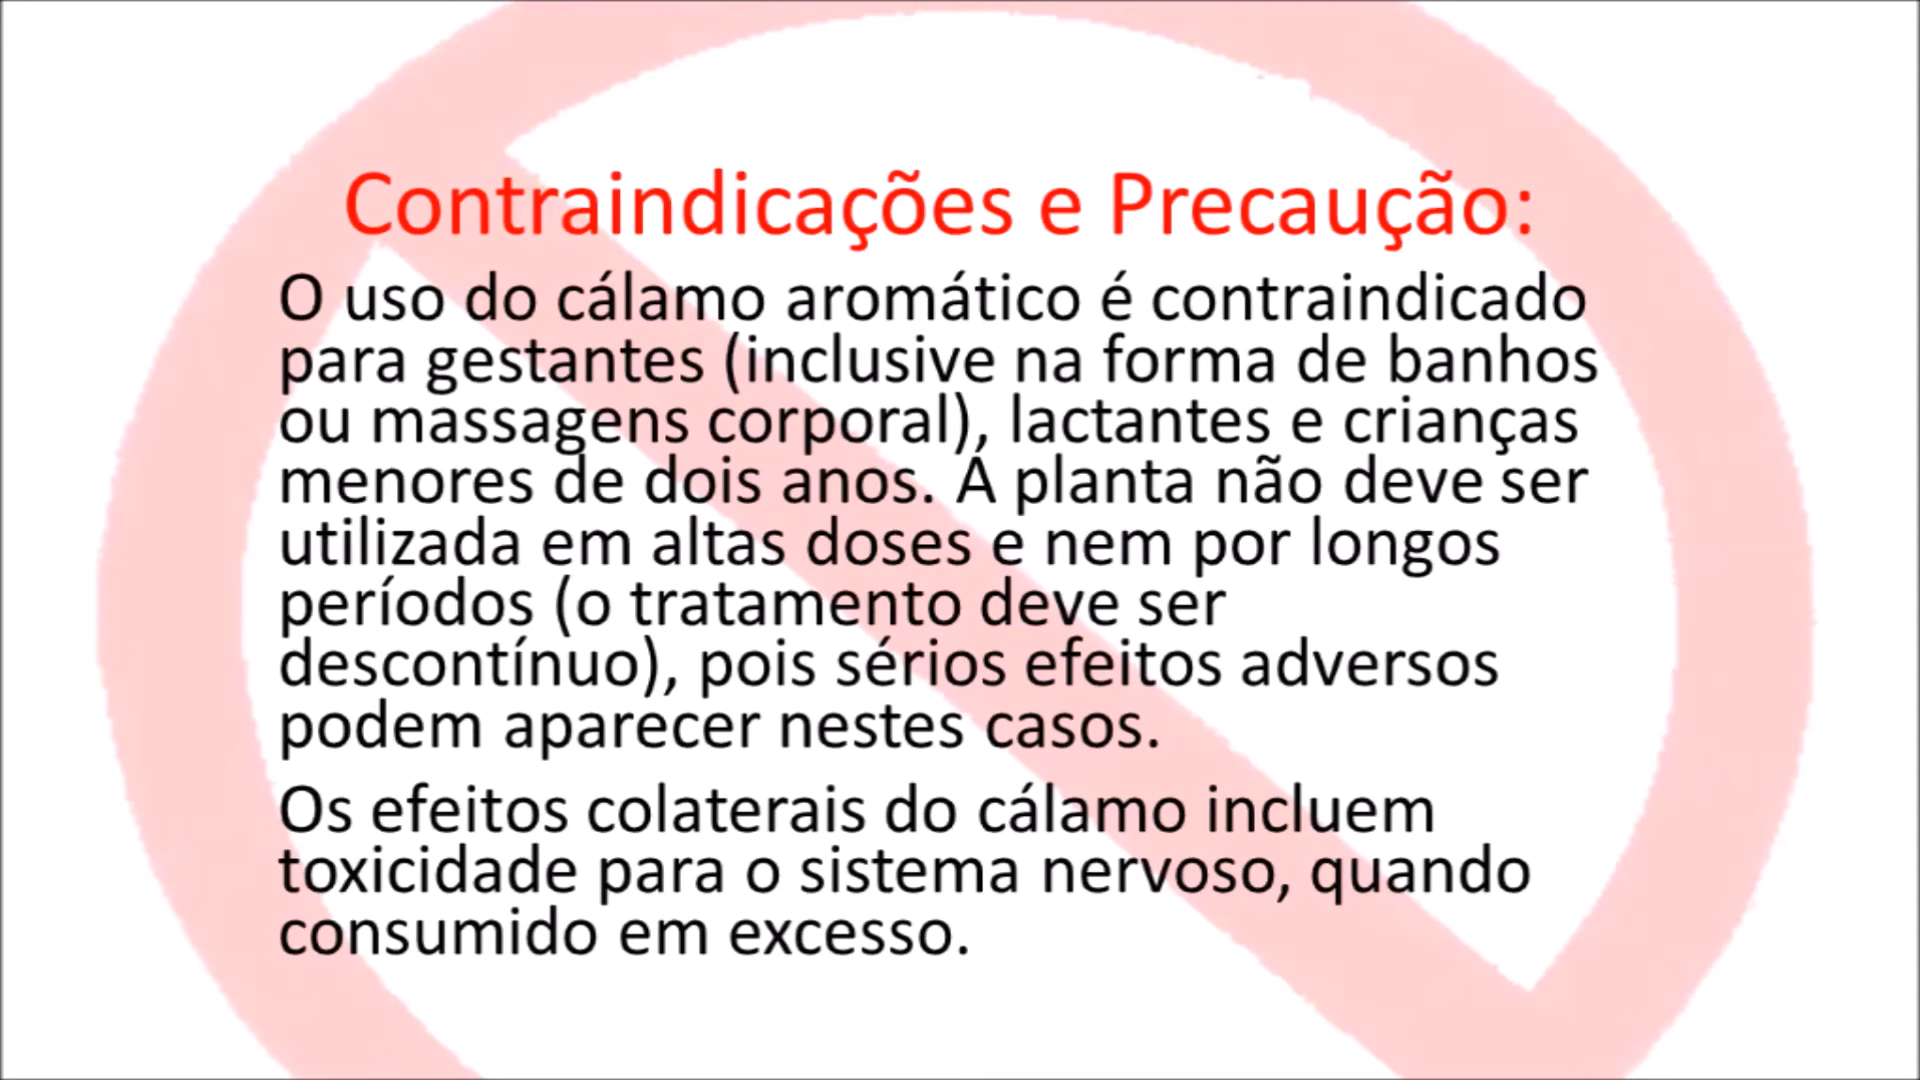 Contraindicações e Precaução:
O uso do cálamo aromático é contraindicado
para gestantes (inclusive na forma de banhos
ou massagens corporal), lactantes e crianças
menores de dois anos. A planta não deve ser
utilizada em altas doses e nem por longos
períodos (o tratamento deve ser
descontínuo), pois sérios efeitos adversos
podem aparecer nestes casos.
Os efeitos colaterais do cálamo incluem
toxicidade para o sistema nervoso, quando
consumido em excesso.